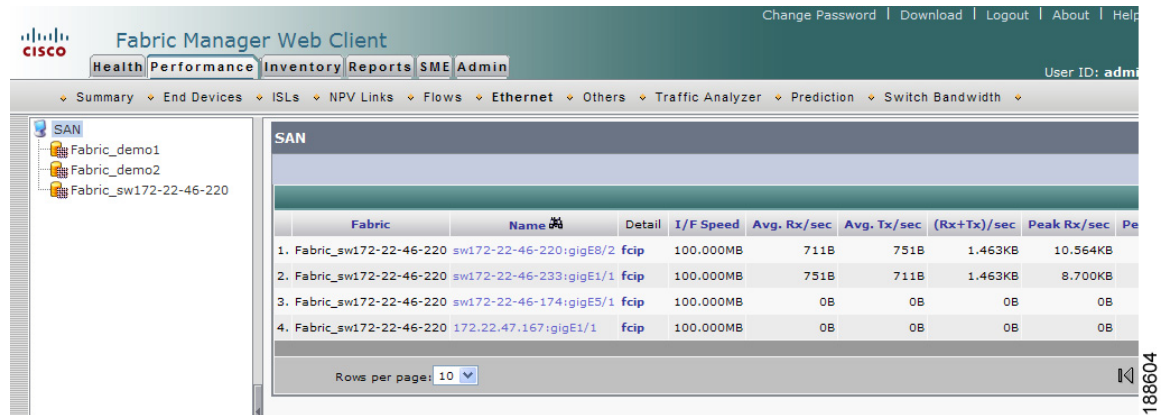 Change Password | Download | Logout | About | Help
CISCO
Fabric Manager Web Client
Health Performance Inventory Reports SME Admin
User ID: admi
Summary End Devices ISLs NPV Links Flows Ethernet Others Traffic Analyzer Prediction Switch Bandwidth
SAN
Fabric_demo1
Fabric_demo2
Fabric_sw172-22-46-220
SAN
Fabric Name Detail I/F Speed Avg. Rx/sec Avg. Tx/sec (Rx+Tx)/sec Peak Rx/sec Pe
1. Fabric_sw172-22-46-220 sw172-22-46-220:gigE8/2 fcip 100.000MB 711B 751B 1.463KB 10.564KB
2. Fabric_sw172-22-46-220 sw172-22-46-233:gigE1/1 fcip 100.000MB 751B 711B 1.463KB 8.700KB
3. Fabric_sw172-22-46-220 sw172-22-46-174:gigE5/1 fcip 100.000MB 0B 0B 0B 0B
4. Fabric_sw172-22-46-220 172.22.47.167:gigE1/1 fcip 100.000MB 0B 0B 0B 0B
Rows per page: 10
188604